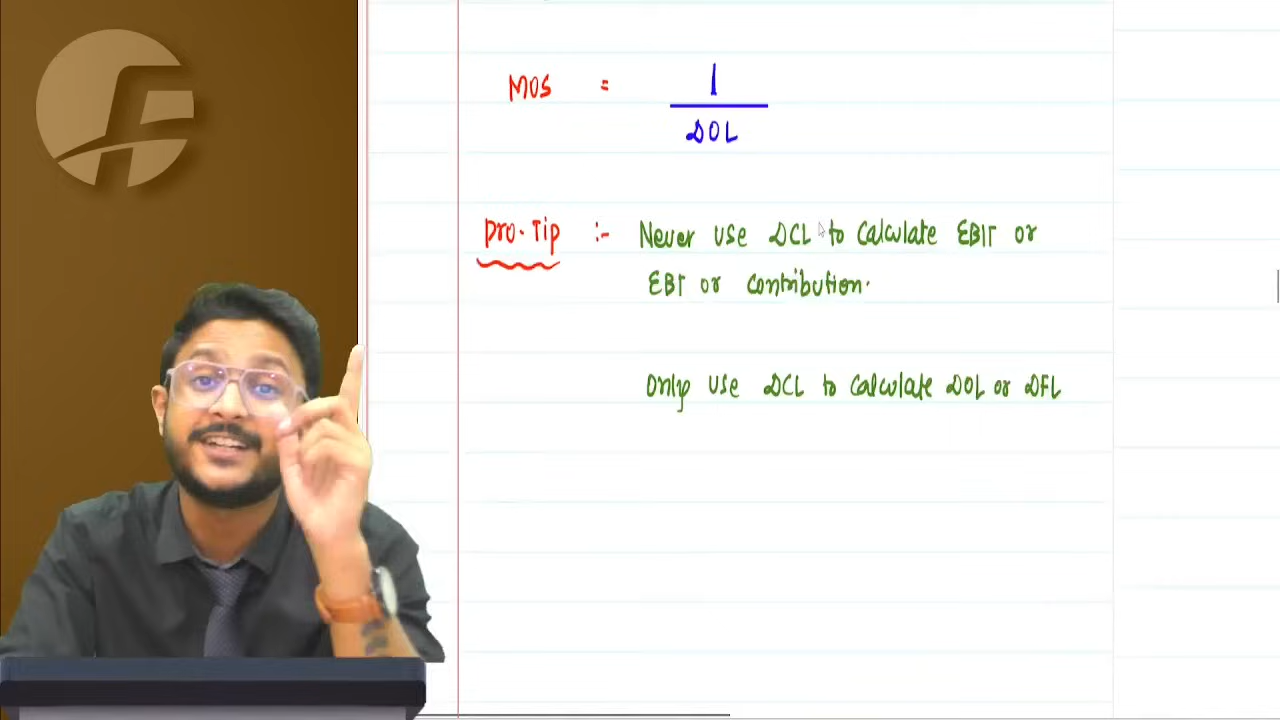 MOS = 1
DOL
Pro-Tip :- Never use DCL to calculate EBIT or
EBT or contribution.
Only use DCL to calculate DOL or DFL